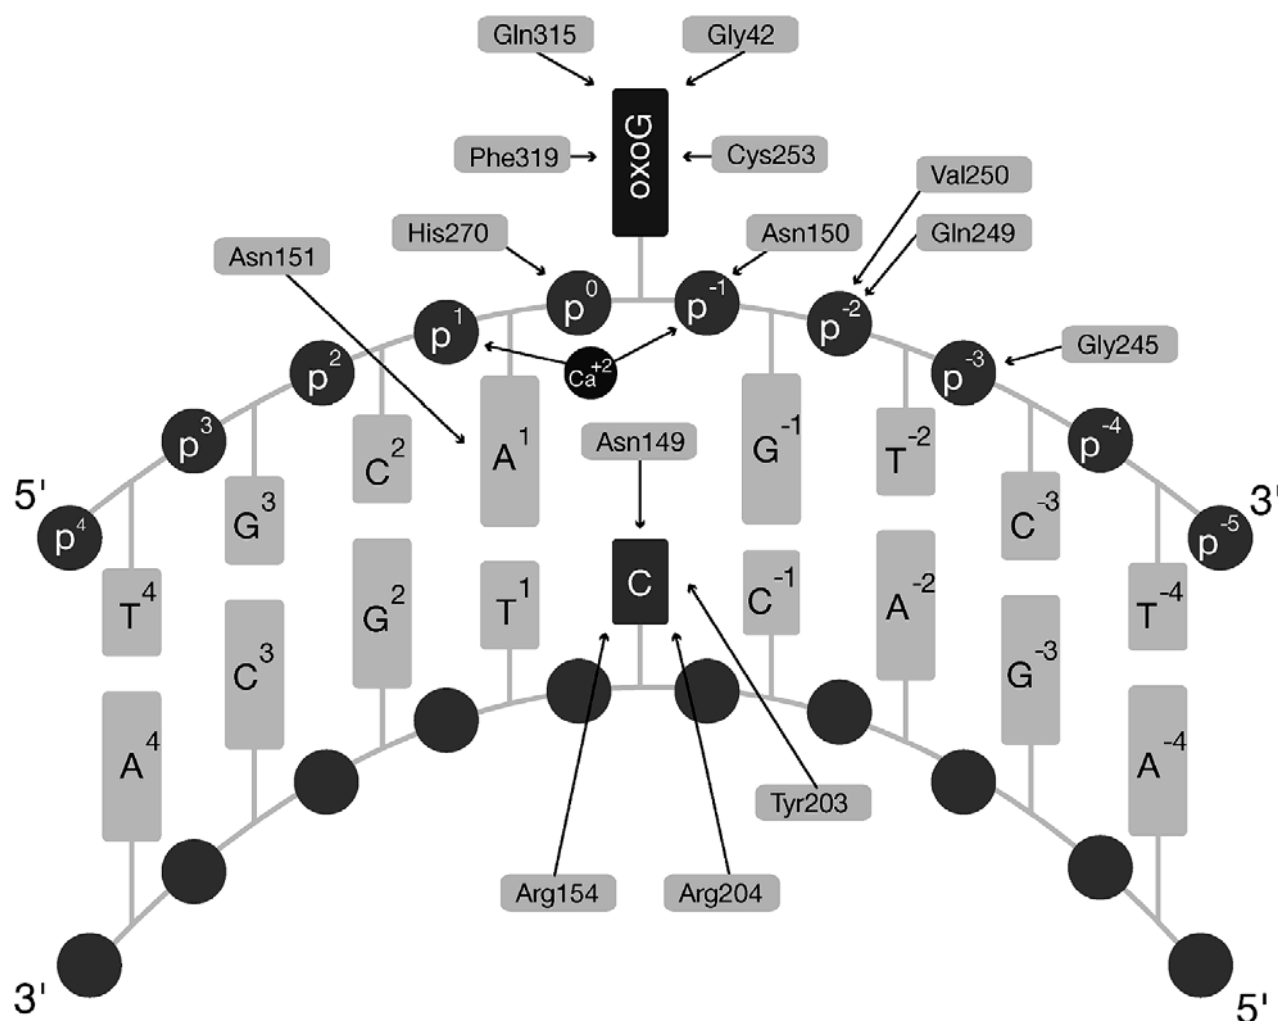 Gln315 Gly42
oxoG
Phe319 Cys253
Val250
His270 Asn150 Gln249
Asn151
p⁰ p⁻¹
p¹ p⁻²
Gly245
p² Ca⁺² p⁻³
p³ p⁻⁴
Asn149
A¹ G⁻¹
C² T⁻²
5' 3'
G³ C⁻³
p⁴ p⁻⁵
C
T⁴ T¹ C⁻¹ T⁻⁴
G² A⁻²
C³ G⁻³
A⁴ A⁻⁴
Tyr203
Arg154 Arg204
3' 5'